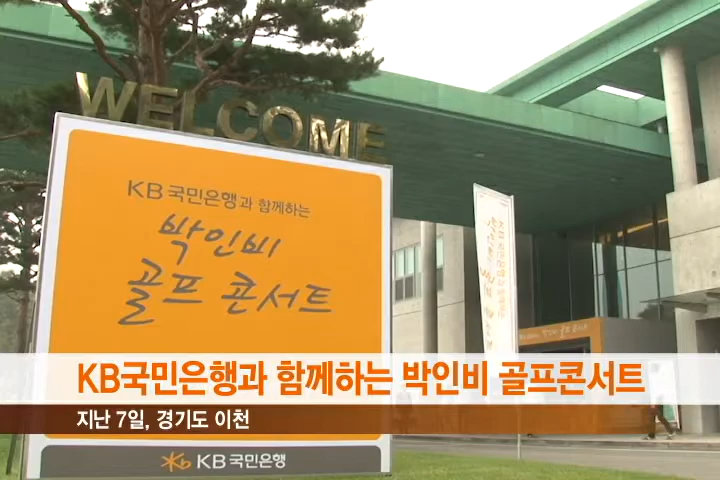 WELCOME
KB국민은행과 함께하는
박인비
골프 콘서트
KB국민은행과 함께하는 박인비 골프콘서트
지난 7일, 경기도 이천
KB국민은행